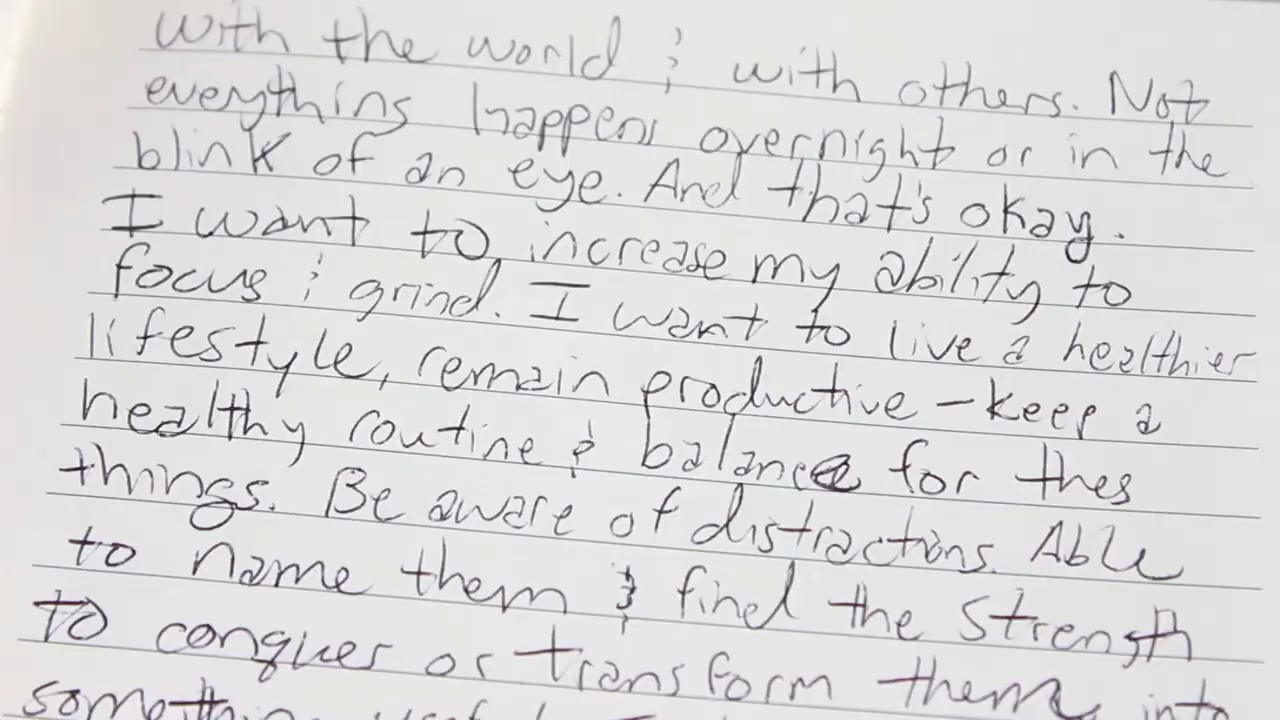 with the world & with others. Not
everything happens overnight or in the
blink of an eye. And that's okay.
I want to increase my ability to
focus & grind. I want to live a healthier
lifestyle, remain productive – keep a
healthy routine & balance for thes
things. Be aware of distractions. Able
to name them & find the strength
to conquer or transform them into